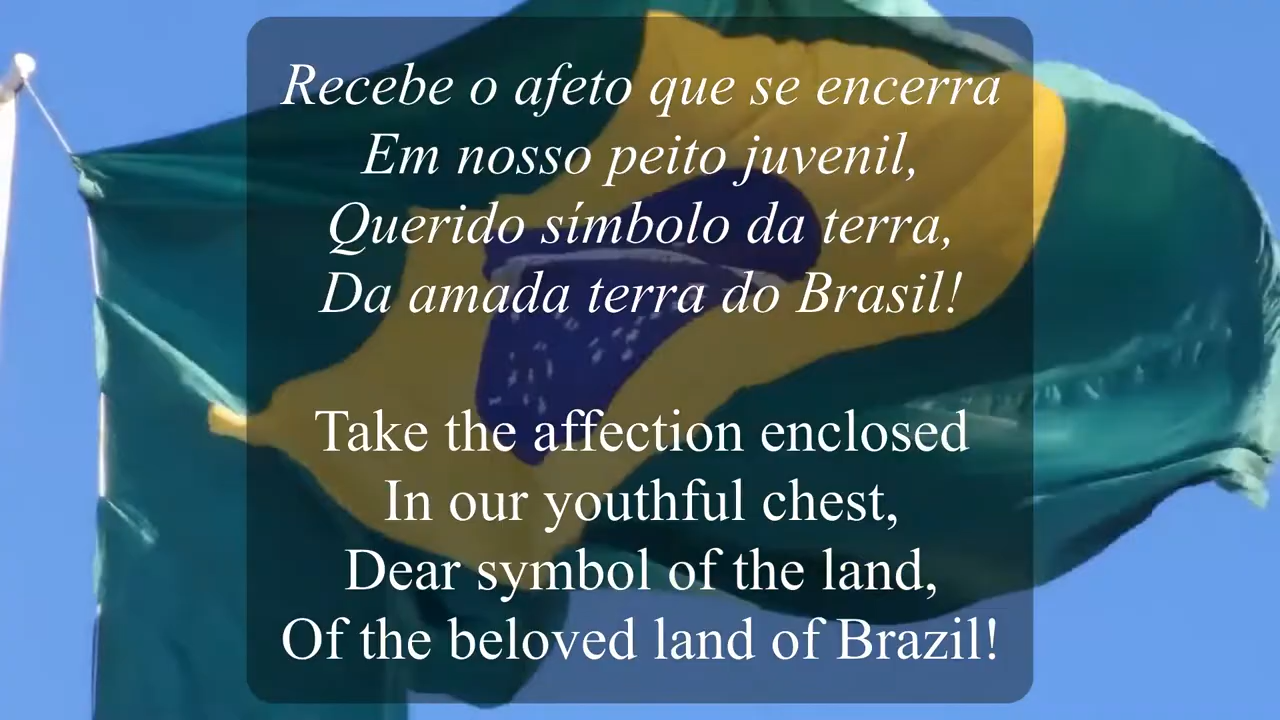 Recebe o afeto que se encerra
Em nosso peito juvenil,
Querido símbolo da terra,
Da amada terra do Brasil!
Take the affection enclosed
In our youthful chest,
Dear symbol of the land,
Of the beloved land of Brazil!